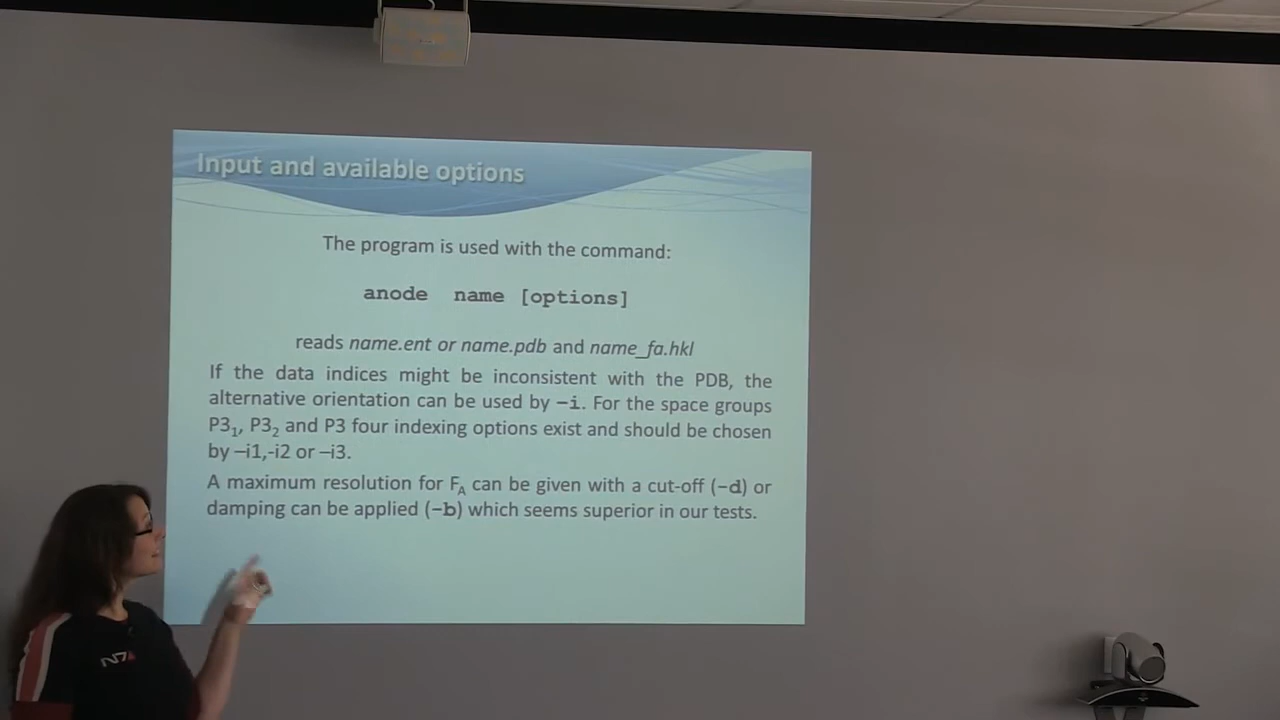 Input and available options
The program is used with the command:
anode name [options]
reads name.ent or name.pdb and name_fa.hkl
If the data indices might be inconsistent with the PDB, the
alternative orientation can be used by –i. For the space groups
P3₁, P3₂ and P3 four indexing options exist and should be chosen
by –i1,-i2 or –i3.
A maximum resolution for F_A can be given with a cut-off (–d) or
damping can be applied (–b) which seems superior in our tests.
N7